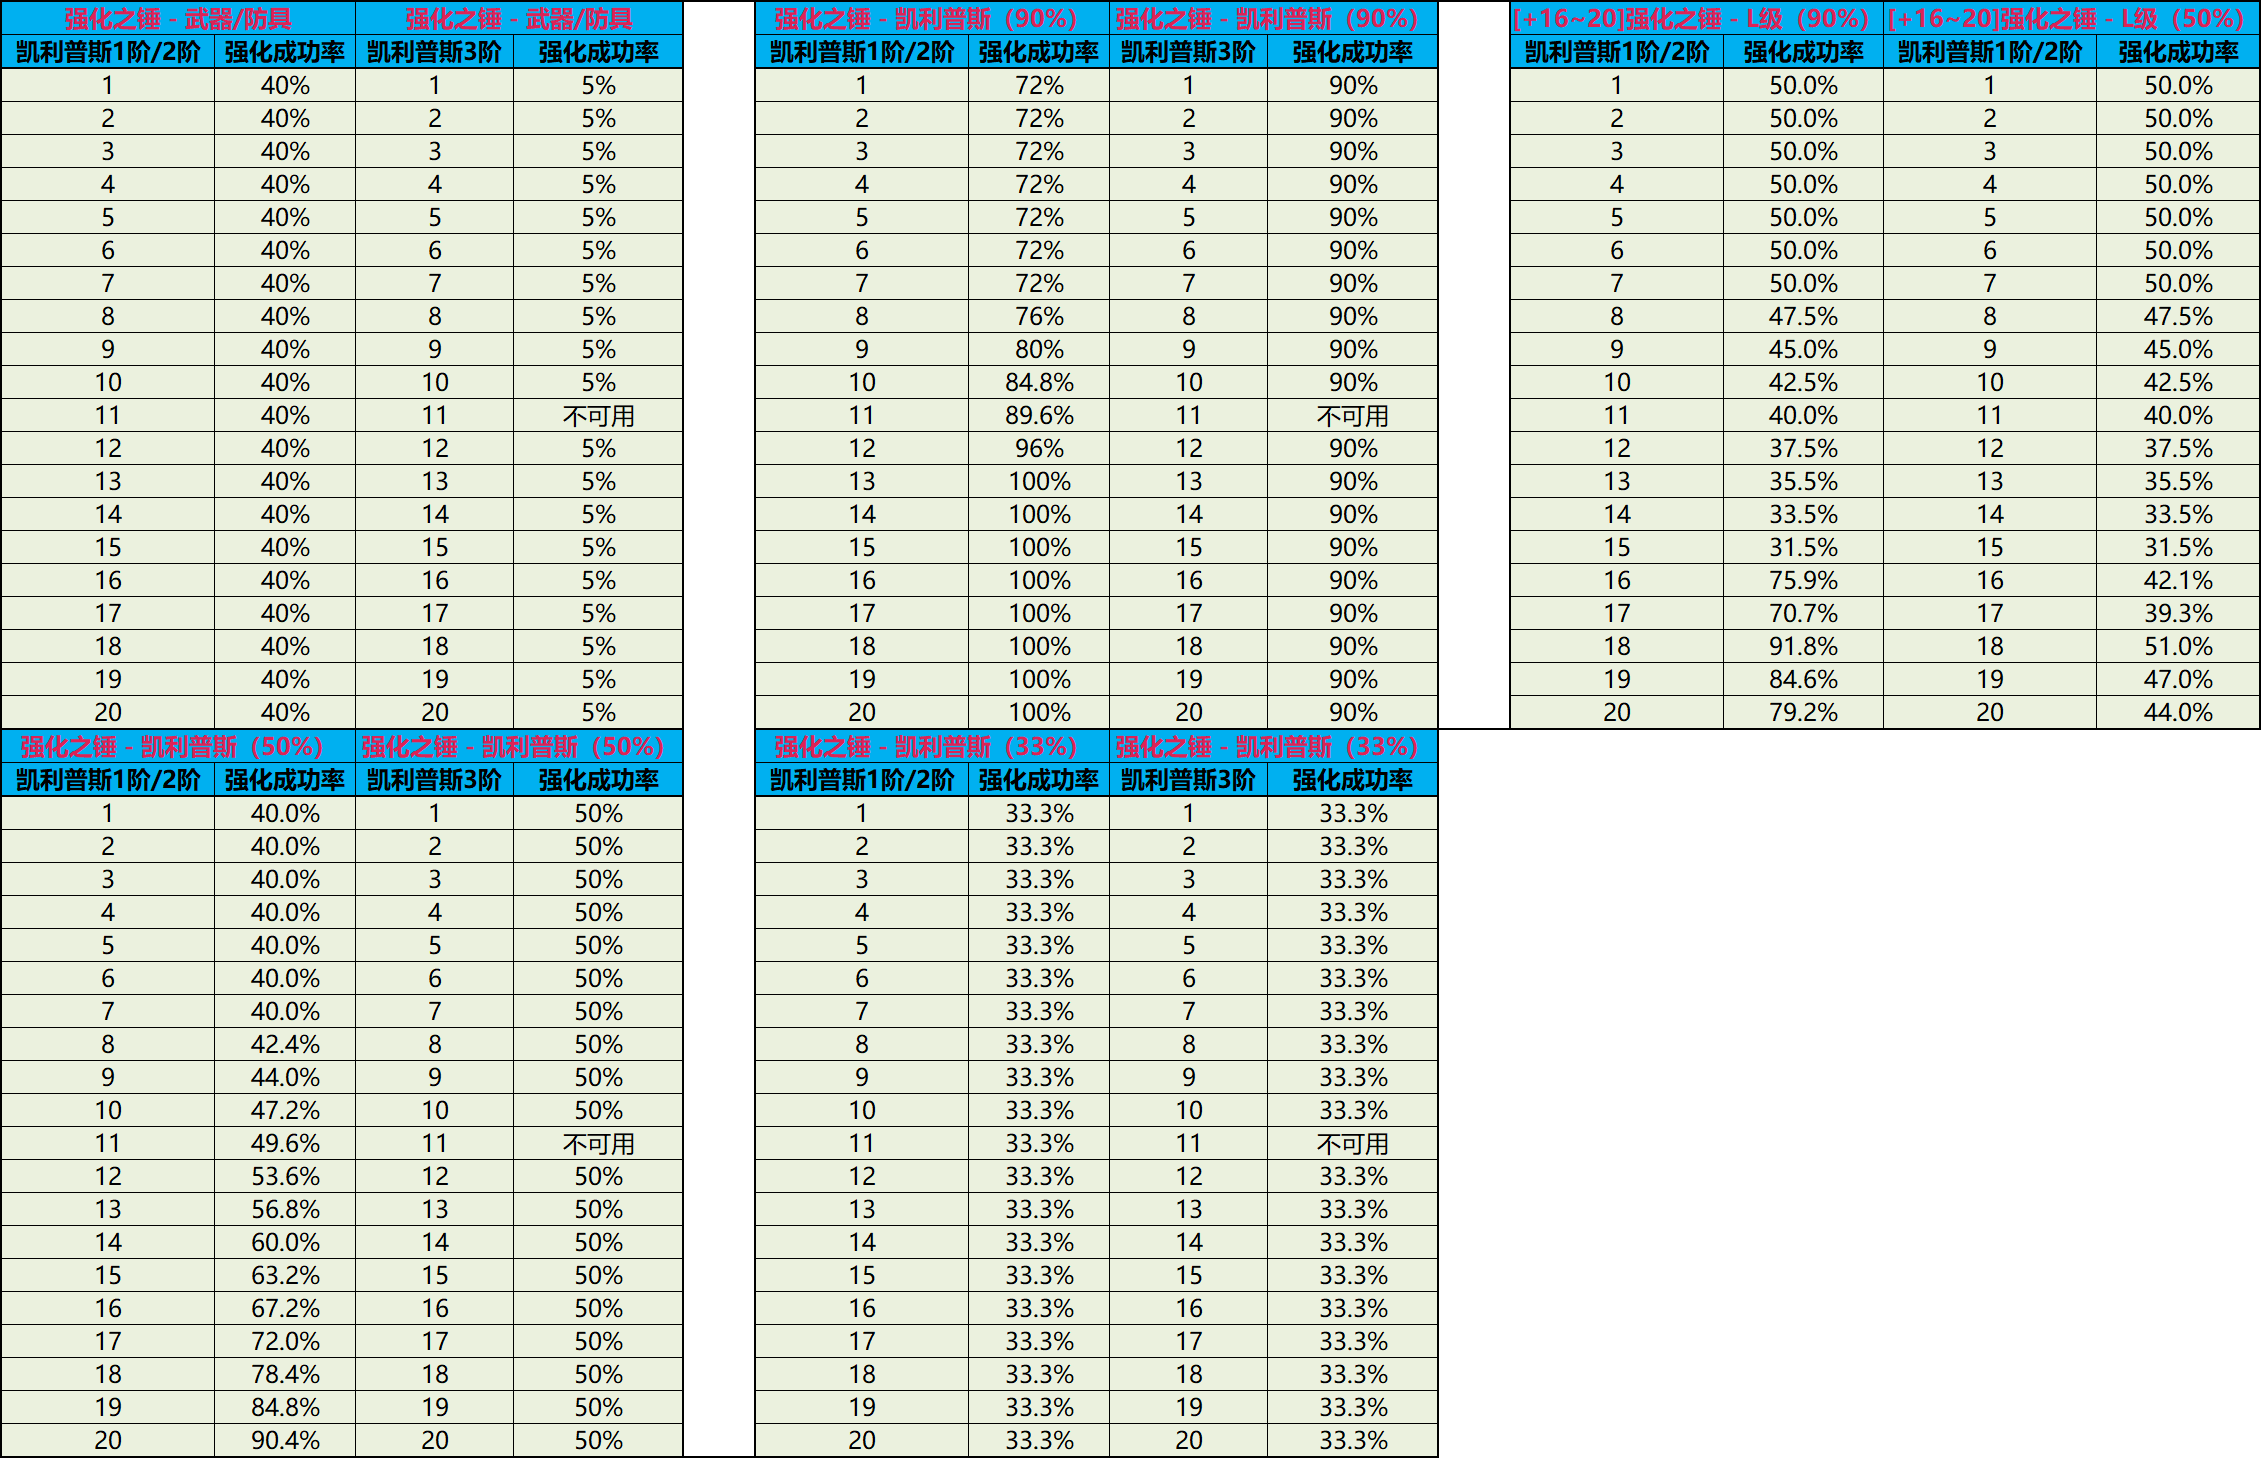 强化之锤 - 武器/防具 强化之锤 - 武器/防具 强化之锤 - 凯利普斯（90%） 强化之锤 - 凯利普斯（90%） [+16~20]强化之锤 - L级（90%） [+16~20]强化之锤 - L级（50%）
凯利普斯1阶/2阶 强化成功率 凯利普斯3阶 强化成功率 凯利普斯1阶/2阶 强化成功率 凯利普斯3阶 强化成功率 凯利普斯1阶/2阶 强化成功率 凯利普斯1阶/2阶 强化成功率
1 40% 1 5% 1 72% 1 90% 1 50.0% 1 50.0%
2 40% 2 5% 2 72% 2 90% 2 50.0% 2 50.0%
3 40% 3 5% 3 72% 3 90% 3 50.0% 3 50.0%
4 40% 4 5% 4 72% 4 90% 4 50.0% 4 50.0%
5 40% 5 5% 5 72% 5 90% 5 50.0% 5 50.0%
6 40% 6 5% 6 72% 6 90% 6 50.0% 6 50.0%
7 40% 7 5% 7 72% 7 90% 7 50.0% 7 50.0%
8 40% 8 5% 8 76% 8 90% 8 47.5% 8 47.5%
9 40% 9 5% 9 80% 9 90% 9 45.0% 9 45.0%
10 40% 10 5% 10 84.8% 10 90% 10 42.5% 10 42.5%
11 40% 11 不可用 11 89.6% 11 不可用 11 40.0% 11 40.0%
12 40% 12 5% 12 96% 12 90% 12 37.5% 12 37.5%
13 40% 13 5% 13 100% 13 90% 13 35.5% 13 35.5%
14 40% 14 5% 14 100% 14 90% 14 33.5% 14 33.5%
15 40% 15 5% 15 100% 15 90% 15 31.5% 15 31.5%
16 40% 16 5% 16 100% 16 90% 16 75.9% 16 42.1%
17 40% 17 5% 17 100% 17 90% 17 70.7% 17 39.3%
18 40% 18 5% 18 100% 18 90% 18 91.8% 18 51.0%
19 40% 19 5% 19 100% 19 90% 19 84.6% 19 47.0%
20 40% 20 5% 20 100% 20 90% 20 79.2% 20 44.0%
强化之锤 - 凯利普斯（50%） 强化之锤 - 凯利普斯（50%） 强化之锤 - 凯利普斯（33%） 强化之锤 - 凯利普斯（33%）
凯利普斯1阶/2阶 强化成功率 凯利普斯3阶 强化成功率 凯利普斯1阶/2阶 强化成功率 凯利普斯3阶 强化成功率
1 40.0% 1 50% 1 33.3% 1 33.3%
2 40.0% 2 50% 2 33.3% 2 33.3%
3 40.0% 3 50% 3 33.3% 3 33.3%
4 40.0% 4 50% 4 33.3% 4 33.3%
5 40.0% 5 50% 5 33.3% 5 33.3%
6 40.0% 6 50% 6 33.3% 6 33.3%
7 40.0% 7 50% 7 33.3% 7 33.3%
8 42.4% 8 50% 8 33.3% 8 33.3%
9 44.0% 9 50% 9 33.3% 9 33.3%
10 47.2% 10 50% 10 33.3% 10 33.3%
11 49.6% 11 不可用 11 33.3% 11 不可用
12 53.6% 12 50% 12 33.3% 12 33.3%
13 56.8% 13 50% 13 33.3% 13 33.3%
14 60.0% 14 50% 14 33.3% 14 33.3%
15 63.2% 15 50% 15 33.3% 15 33.3%
16 67.2% 16 50% 16 33.3% 16 33.3%
17 72.0% 17 50% 17 33.3% 17 33.3%
18 78.4% 18 50% 18 33.3% 18 33.3%
19 84.8% 19 50% 19 33.3% 19 33.3%
20 90.4% 20 50% 20 33.3% 20 33.3%